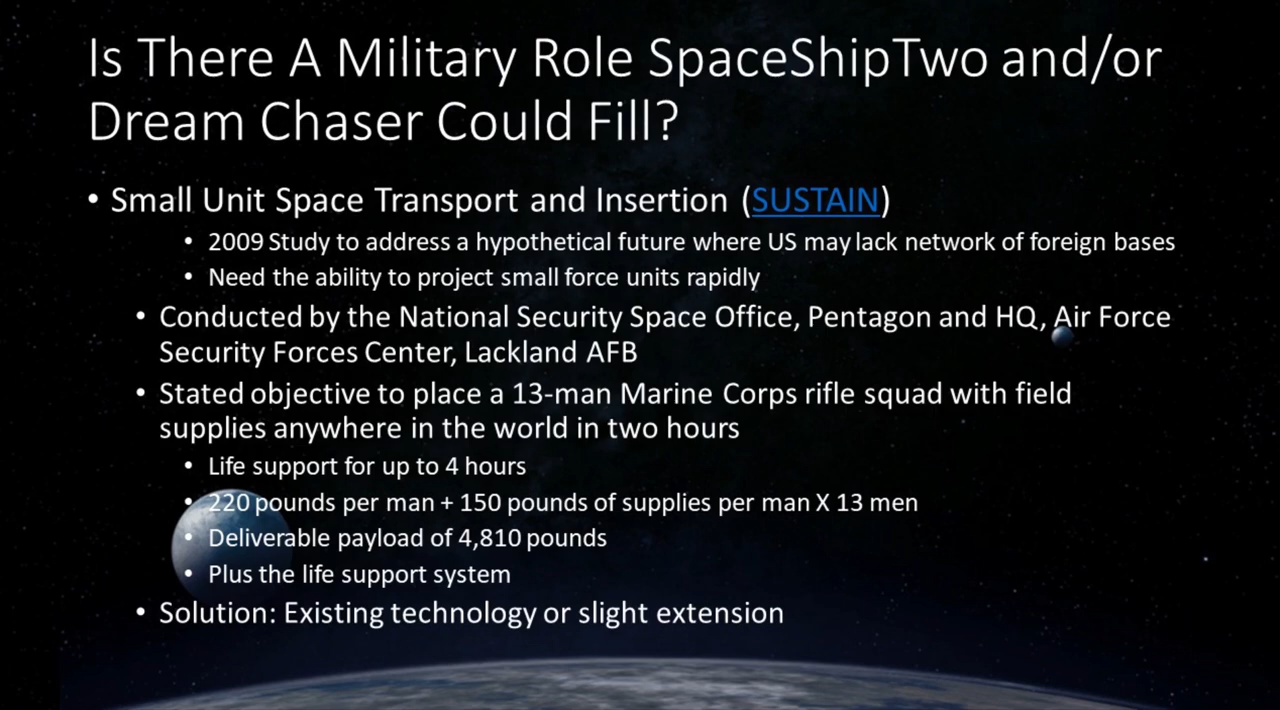 Is There A Military Role SpaceShipTwo and/or
Dream Chaser Could Fill?
• Small Unit Space Transport and Insertion (SUSTAIN)
• 2009 Study to address a hypothetical future where US may lack network of foreign bases
• Need the ability to project small force units rapidly
• Conducted by the National Security Space Office, Pentagon and HQ, Air Force
Security Forces Center, Lackland AFB
• Stated objective to place a 13-man Marine Corps rifle squad with field
supplies anywhere in the world in two hours
• Life support for up to 4 hours
• 220 pounds per man + 150 pounds of supplies per man X 13 men
• Deliverable payload of 4,810 pounds
• Plus the life support system
• Solution: Existing technology or slight extension